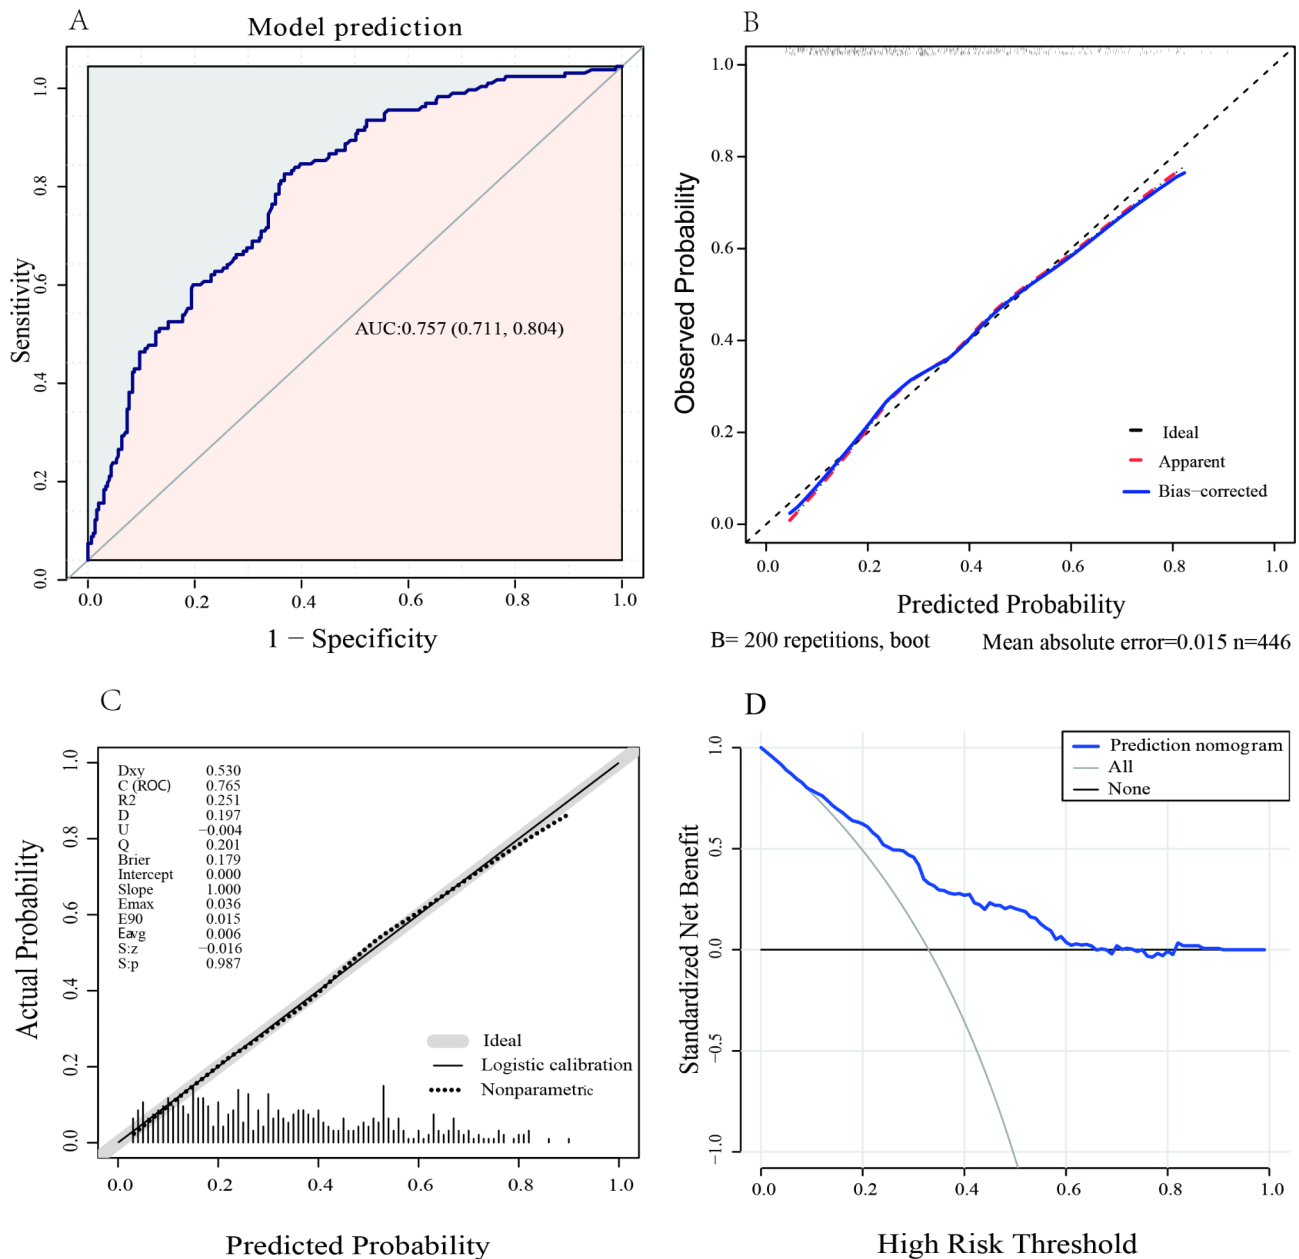 A
Model prediction
Sensitivity
0.0
0.2
0.4
0.6
0.8
1.0
AUC:0.757 (0.711, 0.804)
0.0 0.2 0.4 0.6 0.8 1.0
1 − Specificity
B
Observed Probability
1.0
0.8
0.6
0.4
0.2
0.0
Ideal
Apparent
Bias−corrected
0.0 0.2 0.4 0.6 0.8 1.0
Predicted Probability
B= 200 repetitions, boot Mean absolute error=0.015 n=446
C
Actual Probability
0.0
0.2
0.4
0.6
0.8
1.0
Dxy 0.530
C (ROC) 0.765
R2 0.251
D 0.197
U −0.004
Q 0.201
Brier 0.179
Intercept 0.000
Slope 1.000
Emax 0.036
E90 0.015
Eavg 0.006
S:z −0.016
S:p 0.987
Ideal
Logistic calibration
Nonparametric
0.0 0.2 0.4 0.6 0.8 1.0
Predicted Probability
D
Standardized Net Benefit
1.0
0.5
0.0
−0.5
−1.0
Prediction nomogram
All
None
0.0 0.2 0.4 0.6 0.8 1.0
High Risk Threshold